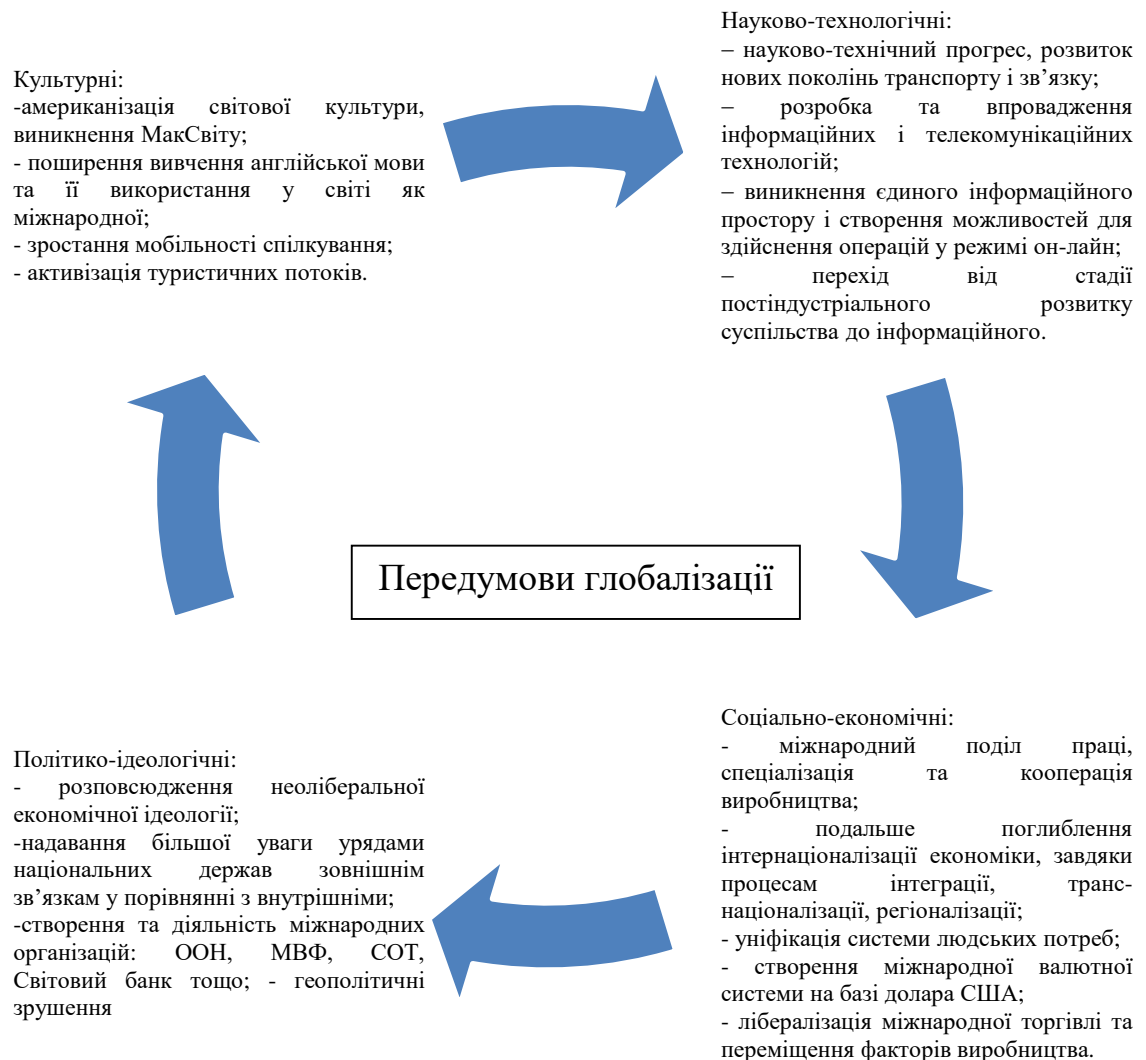 Культурні:
-американізація світової культури,
виникнення МакСвіту;
- поширення вивчення англійської мови
та її використання у світі як
міжнародної;
- зростання мобільності спілкування;
- активізація туристичних потоків.
Науково-технологічні:
– науково-технічний прогрес, розвиток
нових поколінь транспорту і зв’язку;
– розробка та впровадження
інформаційних і телекомунікаційних
технологій;
– виникнення єдиного інформаційного
простору і створення можливостей для
здійснення операцій у режимі он-лайн;
– перехід від стадії
постіндустріального розвитку
суспільства до інформаційного.
Передумови глобалізації
Політико-ідеологічні:
- розповсюдження неоліберальної
економічної ідеології;
-надавання більшої уваги урядами
національних держав зовнішнім
зв’язкам у порівнянні з внутрішніми;
-створення та діяльність міжнародних
організацій: ООН, МВФ, СОТ,
Світовий банк тощо; - геополітичні
зрушення
Соціально-економічні:
- міжнародний поділ праці,
спеціалізація та кооперація
виробництва;
- подальше поглиблення
інтернаціоналізації економіки, завдяки
процесам інтеграції, транс-
націоналізації, регіоналізації;
- уніфікація системи людських потреб;
- створення міжнародної валютної
системи на базі долара США;
- лібералізація міжнародної торгівлі та
переміщення факторів виробництва.